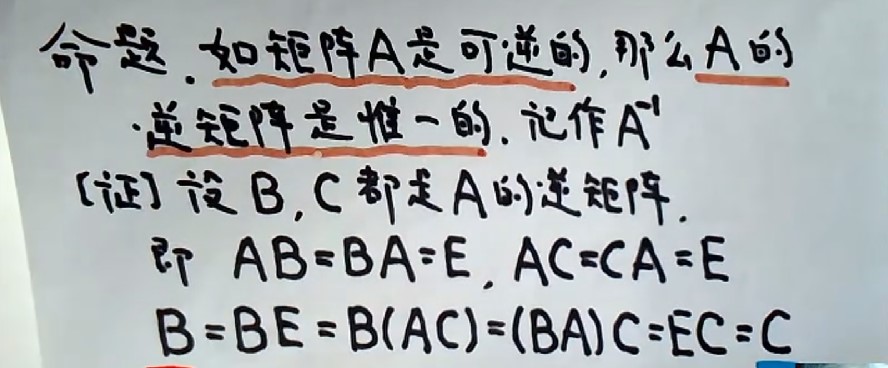 命题.如矩阵A是可逆的,那么A的
逆矩阵是惟一的.记作A⁻¹
[证]设B,C都是A的逆矩阵.
即 AB=BA=E,AC=CA=E
B=BE=B(AC)=(BA)C=EC=C